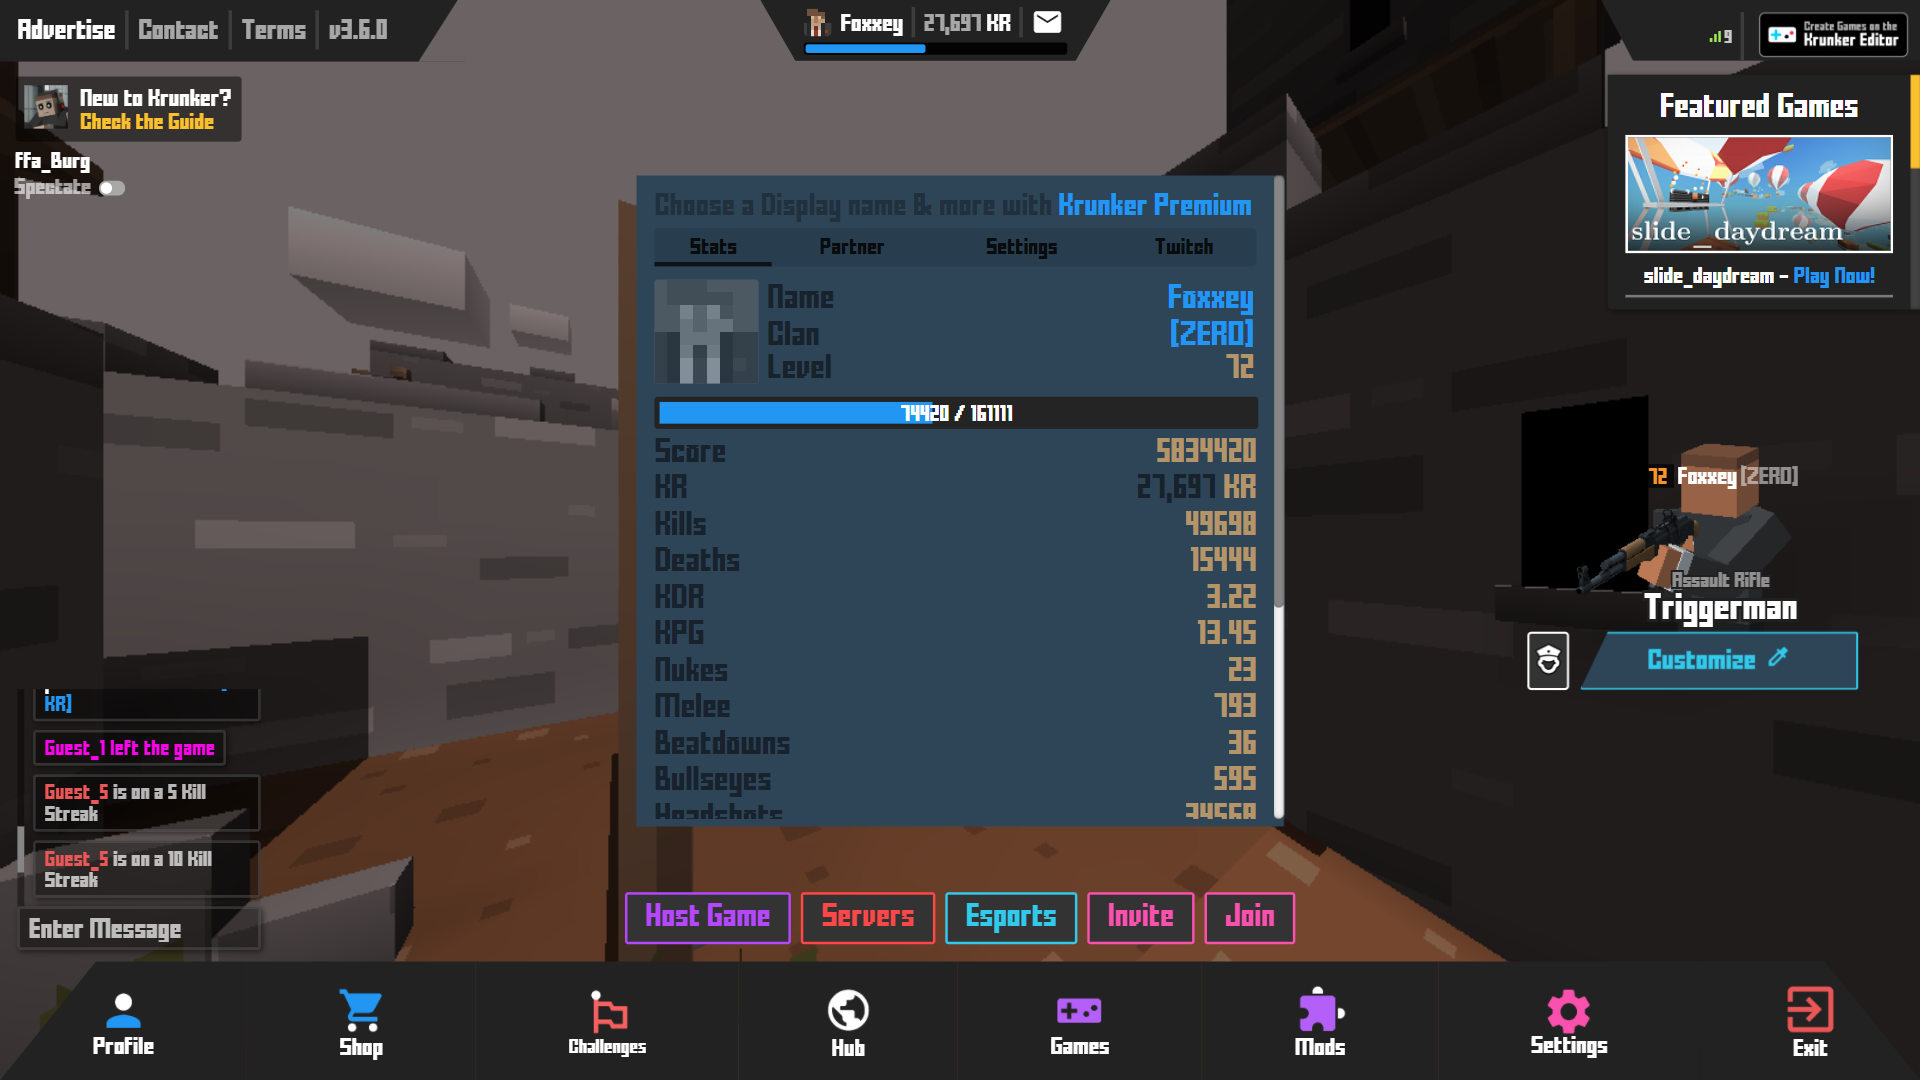 Advertise
Contact
Terms
v3.6.0
Foxxey
27,697 KR
9
Create Games on the
Krunker Editor
New to Krunker?
Check the Guide
ffa_Burg
Spectate
Featured Games
slide_daydream
slide_daydream - Play Now!
Choose a Display name & more with Krunker Premium
Stats
Partner
Settings
Twitch
Name Foxxey
Clan [ZERO]
Level 72
74420 / 161111
Score 5834420
KR 27,697 KR
Kills 49698
Deaths 15444
KDR 3.22
KPG 13.45
Nukes 23
Melee 793
Beatdowns 36
Bullseyes 595
Headshots 34568
72 Foxxey [ZERO]
Assault Rifle
Triggerman
Customize
KR]
Guest_1 left the game
Guest_5 is on a 5 Kill
Streak
Guest_5 is on a 10 Kill
Streak
Enter Message
Host Game
Servers
Esports
Invite
Join
Profile
Shop
Challenges
Hub
Games
Mods
Settings
Exit